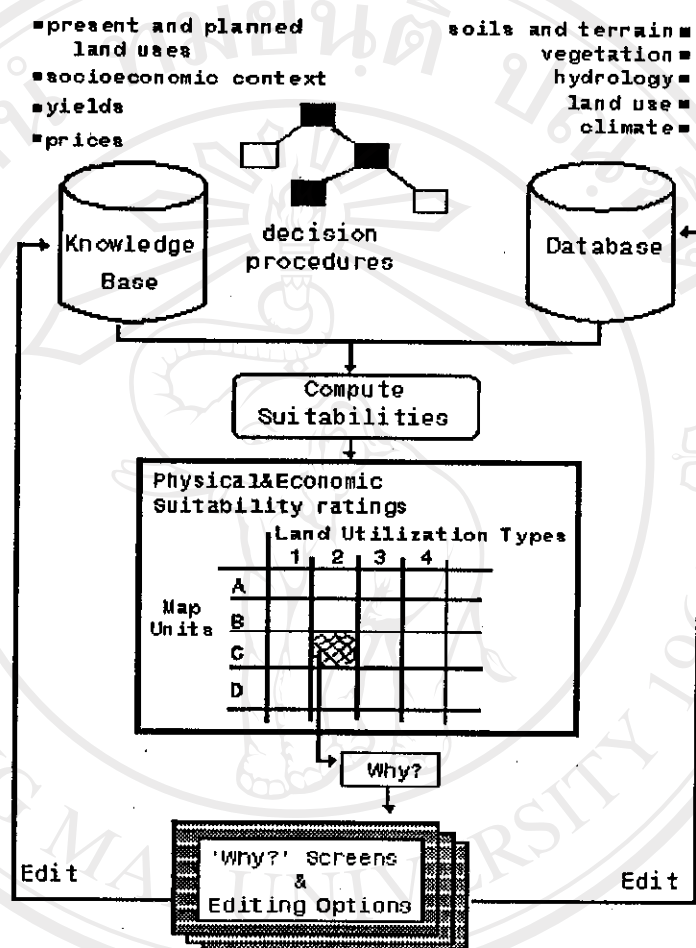 ▪present and planned
land uses
▪socioeconomic context
▪yields
▪prices
soils and terrain▪
vegetation▪
hydrology▪
land use▪
climate▪
Knowledge
Base
decision
procedures
Database
Compute
Suitabilities
Physical&Economic
Suitability ratings
Land Utilization Types
1 2 3 4
Map
Units
A
B
C
D
Why?
'Why?' Screens
&
Editing Options
Edit
Edit